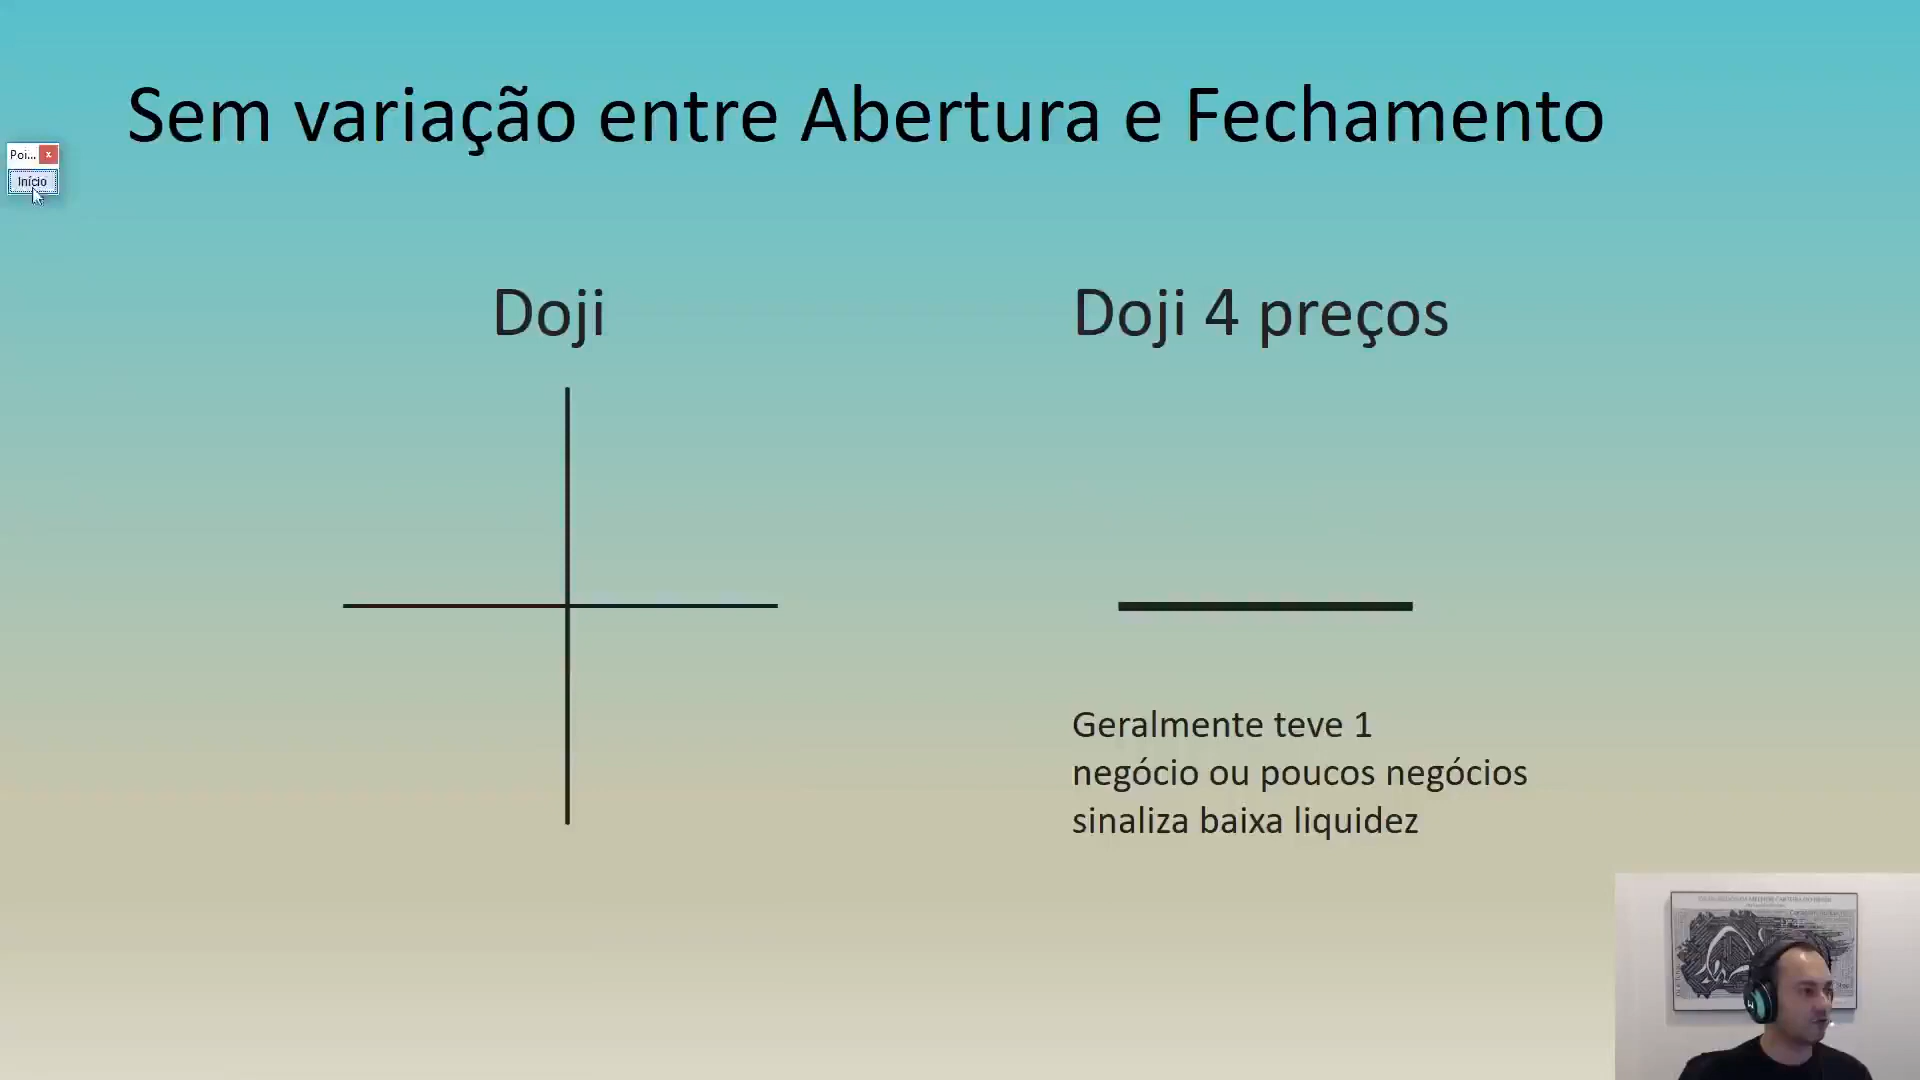 Sem variação entre Abertura e Fechamento
Poi... x
Início
Doji
Doji 4 preços
Geralmente teve 1
negócio ou poucos negócios
sinaliza baixa liquidez